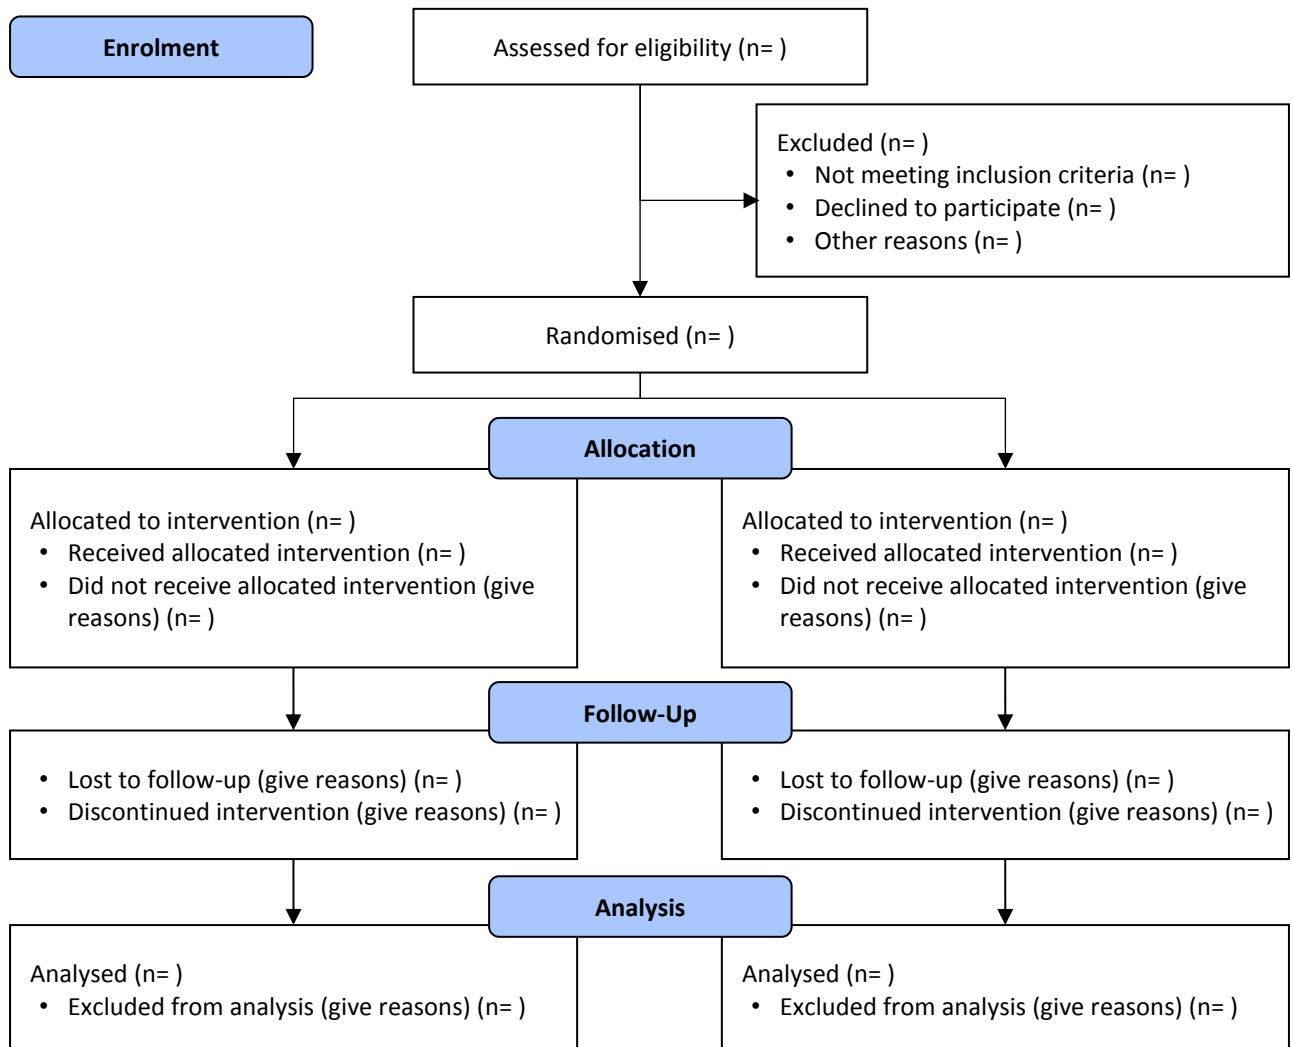 Enrolment
Assessed for eligibility (n= )
Excluded (n= )
• Not meeting inclusion criteria (n= )
• Declined to participate (n= )
• Other reasons (n= )
Randomised (n= )
Allocation
Allocated to intervention (n= )
• Received allocated intervention (n= )
• Did not receive allocated intervention (give
reasons) (n= )
Allocated to intervention (n= )
• Received allocated intervention (n= )
• Did not receive allocated intervention (give
reasons) (n= )
Follow-Up
• Lost to follow-up (give reasons) (n= )
• Discontinued intervention (give reasons) (n= )
• Lost to follow-up (give reasons) (n= )
• Discontinued intervention (give reasons) (n= )
Analysis
Analysed (n= )
• Excluded from analysis (give reasons) (n= )
Analysed (n= )
• Excluded from analysis (give reasons) (n= )